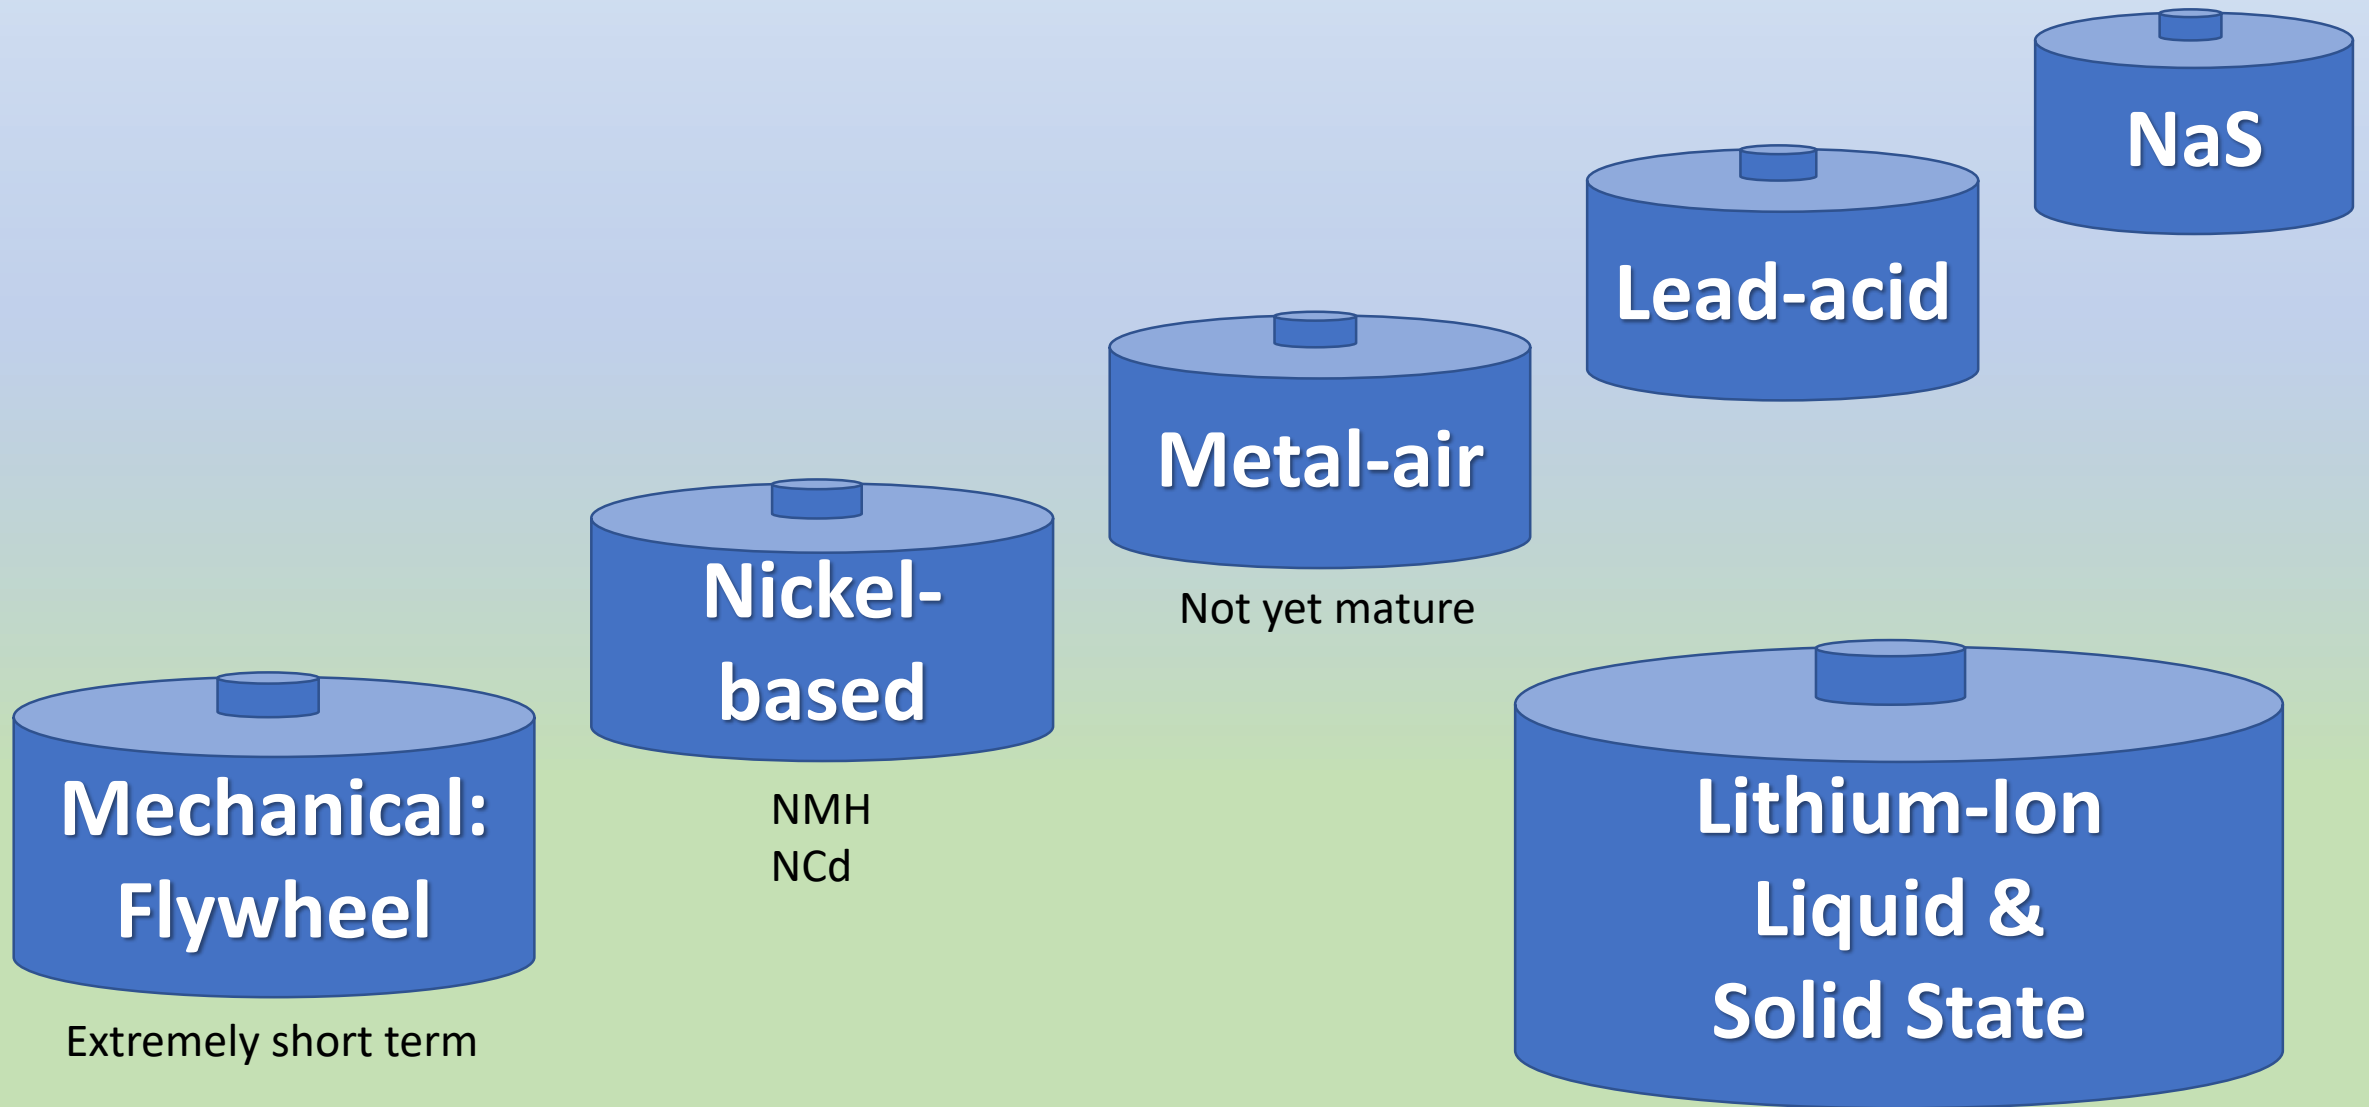 NaS
Lead-acid
Metal-air
Not yet mature
Nickel-
based
NMH
NCd
Mechanical:
Flywheel
Extremely short term
Lithium-Ion
Liquid &
Solid State